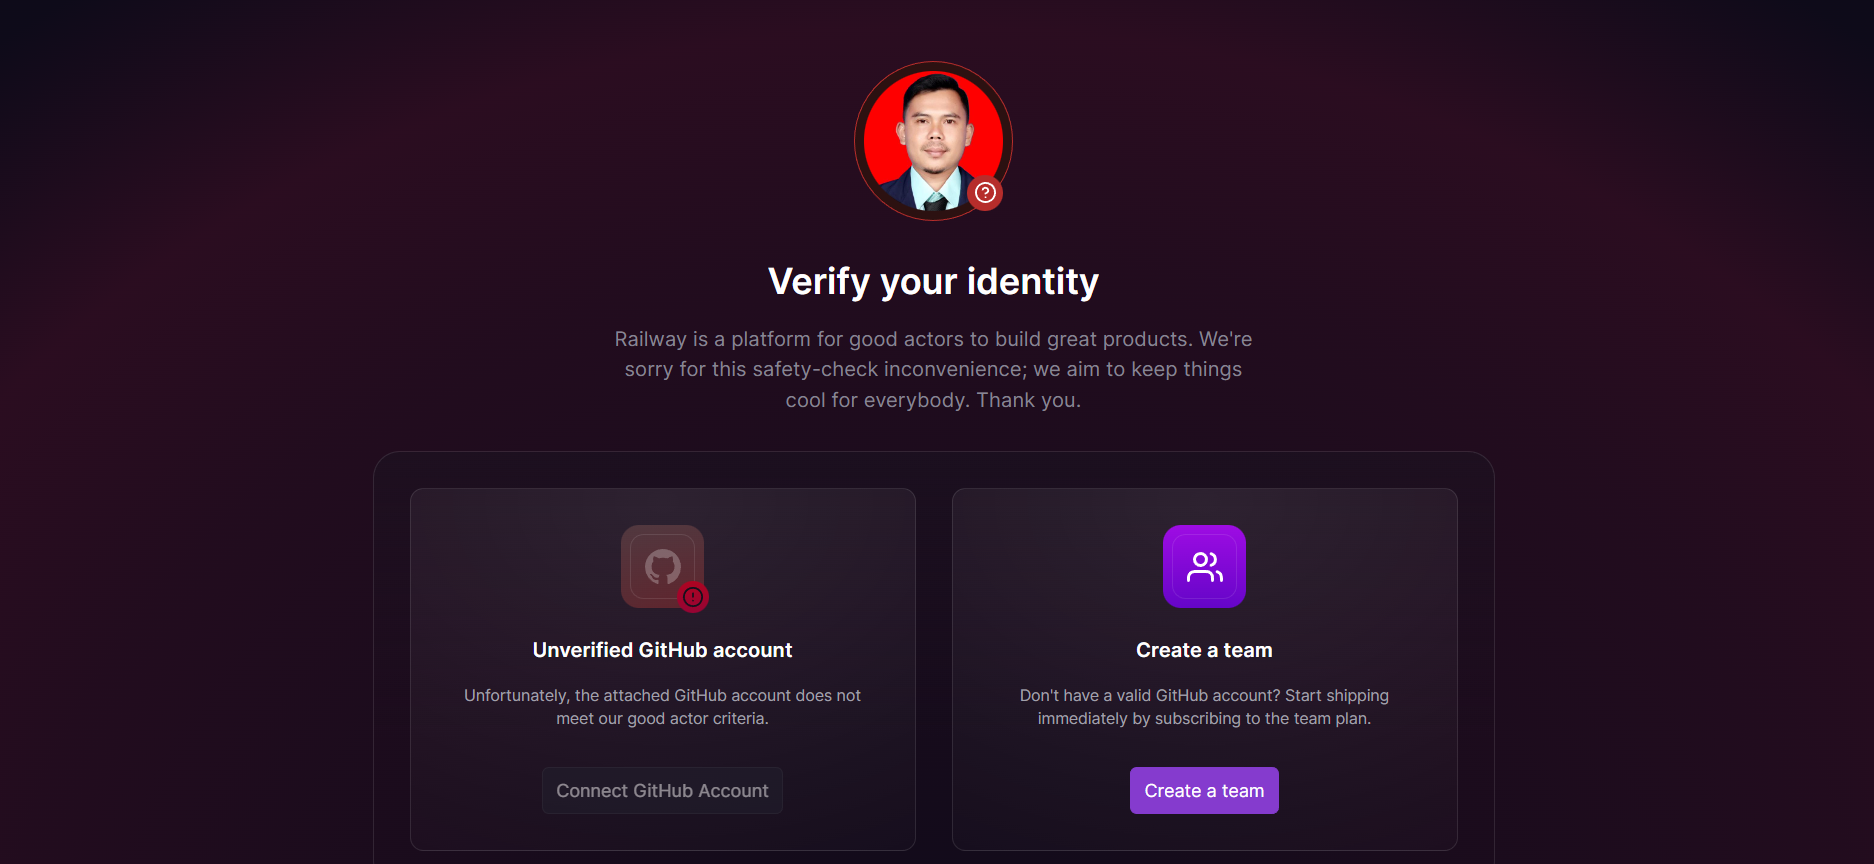 Verify your identity
Railway is a platform for good actors to build great products. We're
sorry for this safety-check inconvenience; we aim to keep things
cool for everybody. Thank you.
Unverified GitHub account
Unfortunately, the attached GitHub account does not
meet our good actor criteria.
Connect GitHub Account
Create a team
Don't have a valid GitHub account? Start shipping
immediately by subscribing to the team plan.
Create a team